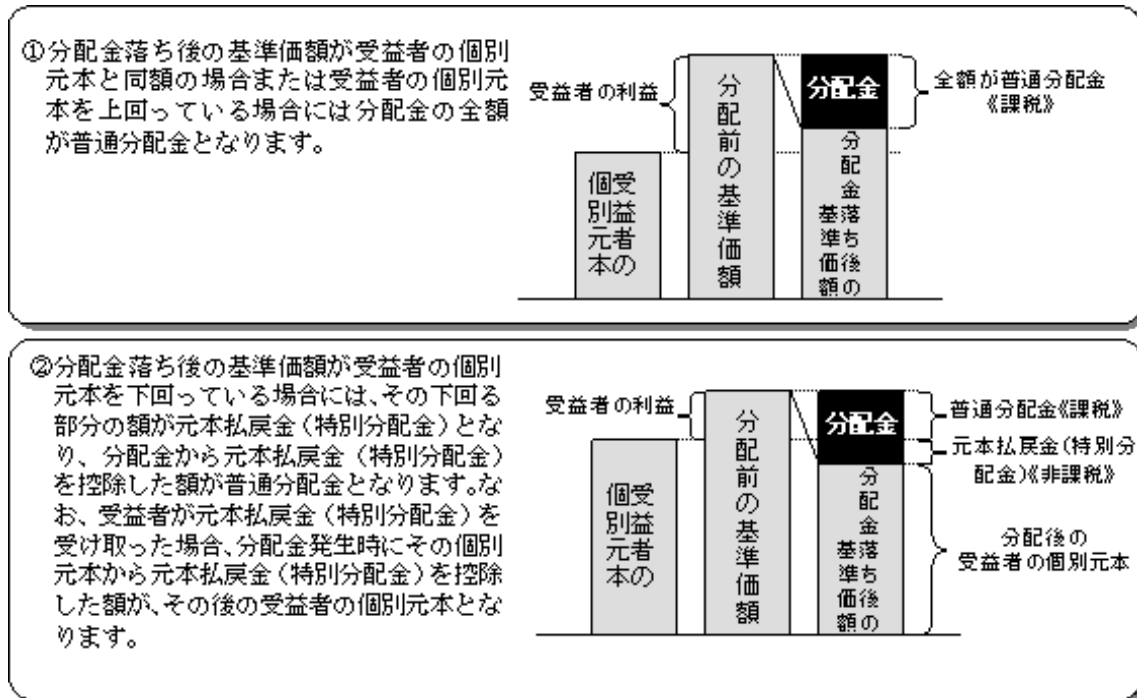 ①分配金落ち後の基準価額が受益者の個別
元本と同額の場合または受益者の個別元
本を上回っている場合には分配金の全額
が普通分配金となります。
受益者の利益
受益者の
個別元本
分配前の基準価額
分配金
分配金落ち後の
基準価額
全額が普通分配金
《課税》
②分配金落ち後の基準価額が受益者の個別
元本を下回っている場合には、その下回る
部分の額が元本払戻金（特別分配金）とな
り、分配金から元本払戻金（特別分配金）
を控除した額が普通分配金となります。な
お、受益者が元本払戻金（特別分配金）を
受け取った場合、分配金発生時にその個別
元本から元本払戻金（特別分配金）を控除
した額が、その後の受益者の個別元本とな
ります。
受益者の利益
受益者の
個別元本
分配前の基準価額
分配金
分配金落ち後の
基準価額
普通分配金《課税》
元本払戻金（特別分
配金）《非課税》
分配後の
受益者の個別元本